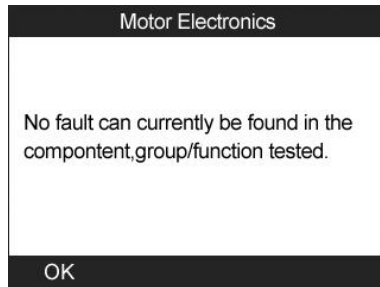 Motor Electronics
No fault can currently be found in the
compontent,group/function tested.
OK